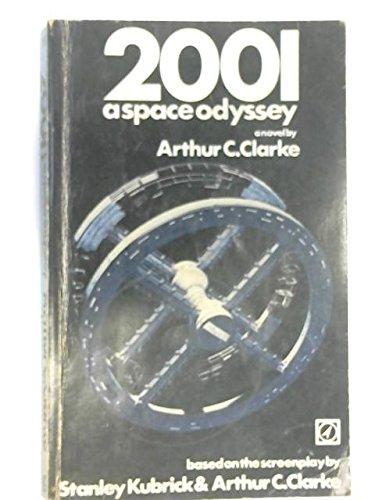 2001
a space odyssey
a novel by
Arthur C.Clarke
based on the screenplay by
Stanley Kubrick & Arthur C.Clarke